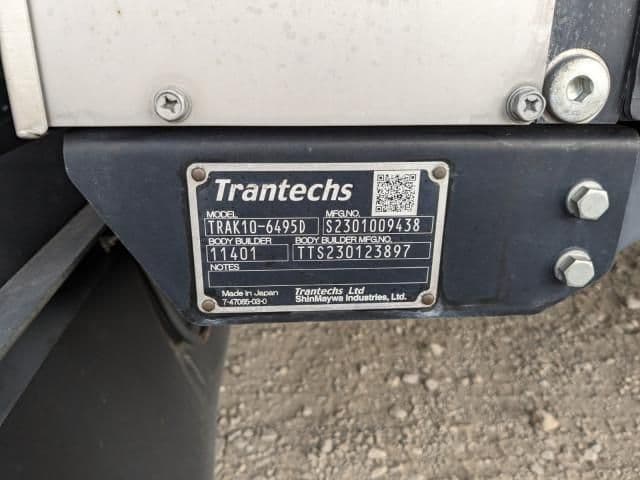 Trantechs
MODEL MFG.NO.
TRAK10-6495D S2301009438
BODY BUILDER BODY BUILDER MFG.NO.
11401 TTS230123897
NOTES
Made in Japan Trantechs Ltd
7-47065-03-0 ShinMaywa Industries, Ltd.